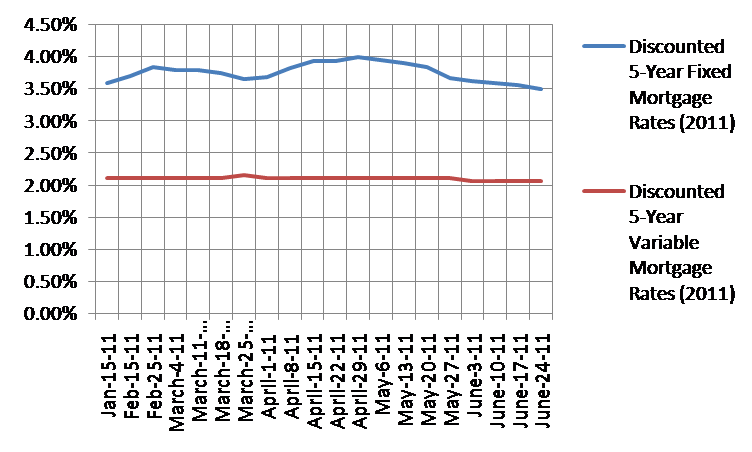 4.50%
4.00%
3.50%
3.00%
2.50%
2.00%
1.50%
1.00%
0.50%
0.00%
Jan-15-11
Feb-15-11
Feb-25-11
March-4-11
March-11-...
March-18-...
March-25-...
April-1-11
April-8-11
April-15-11
April-22-11
April-29-11
May-6-11
May-13-11
May-20-11
May-27-11
June-3-11
June-10-11
June-17-11
June-24-11
Discounted
5-Year Fixed
Mortgage
Rates (2011)
Discounted
5-Year
Variable
Mortgage
Rates (2011)